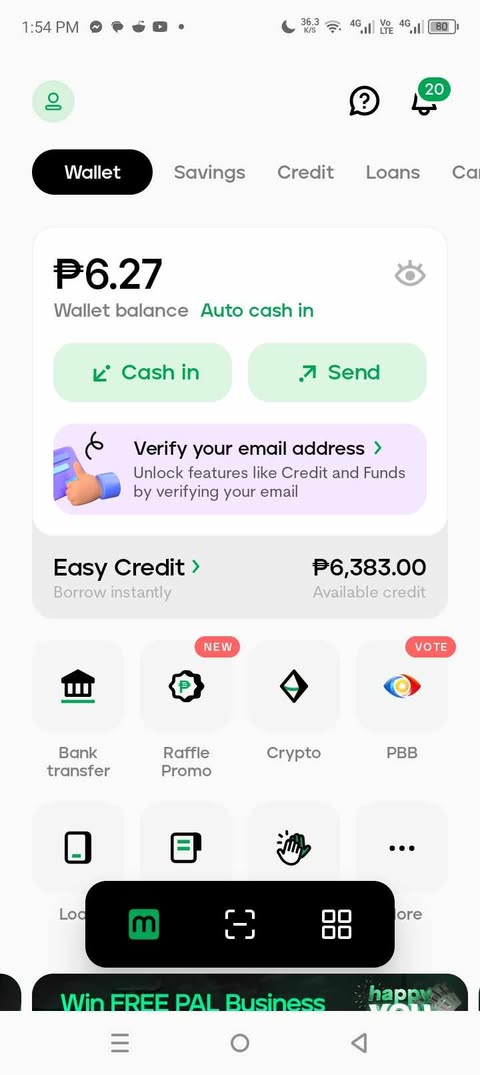 1:54 PM
36.3 K/S 4G Vo LTE 4G 80
20
Wallet Savings Credit Loans Ca
₱6.27
Wallet balance Auto cash in
Cash in Send
Verify your email address
Unlock features like Credit and Funds
by verifying your email
Easy Credit ₱6,383.00
Borrow instantly Available credit
NEW VOTE
Bank transfer
Raffle Promo
Crypto
PBB
Win FREE PAL Business
happy
YOU